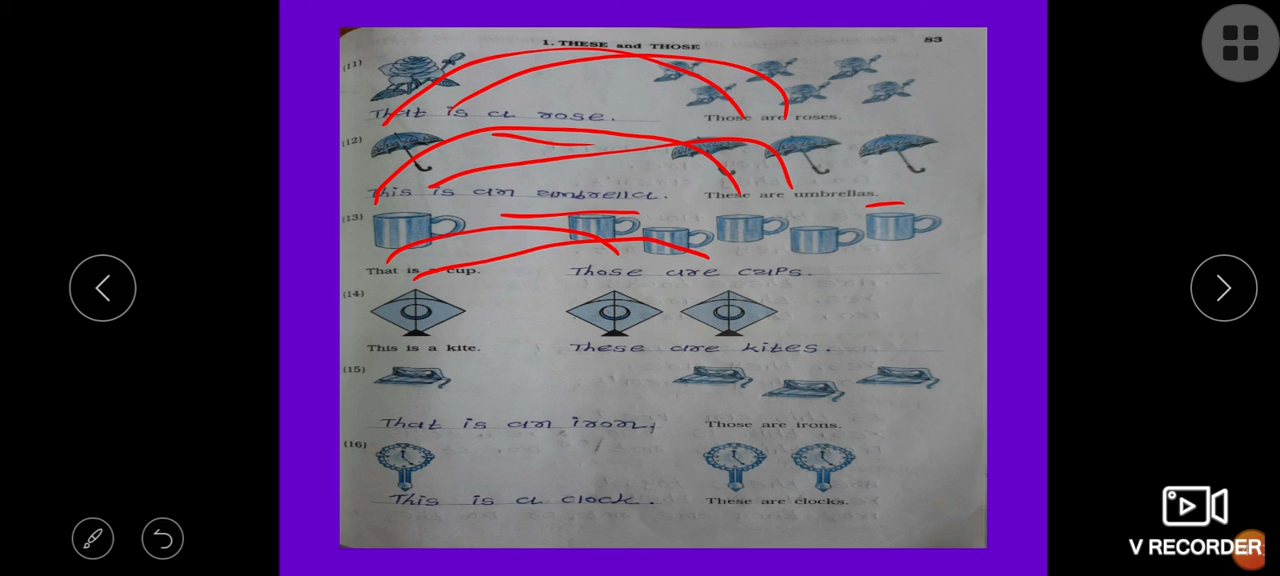 1. THESE and THOSE
83
(11)
That is a rose.
Those are roses.
(12)
This is an umbrella.
These are umbrellas.
(13)
That is a cup.
Those are cups.
(14)
This is a kite.
These are kites.
(15)
That is an iron.
Those are irons.
(16)
This is a clock.
These are clocks.
V RECORDER